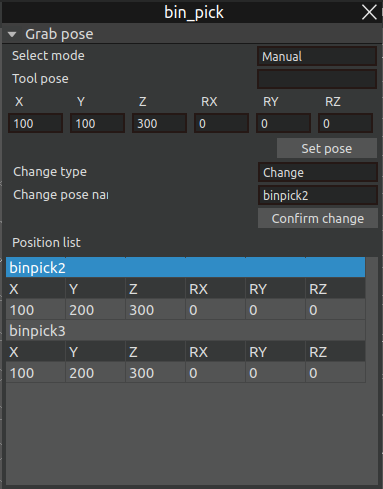 bin_pick
Grab pose
Select mode Manual
Tool pose
X Y Z RX RY RZ
100 100 300 0 0 0
Set pose
Change type Change
Change pose nar binpick2
Confirm change
Position list
binpick2
X Y Z RX RY RZ
100 200 300 0 0 0
binpick3
X Y Z RX RY RZ
100 200 300 0 0 0